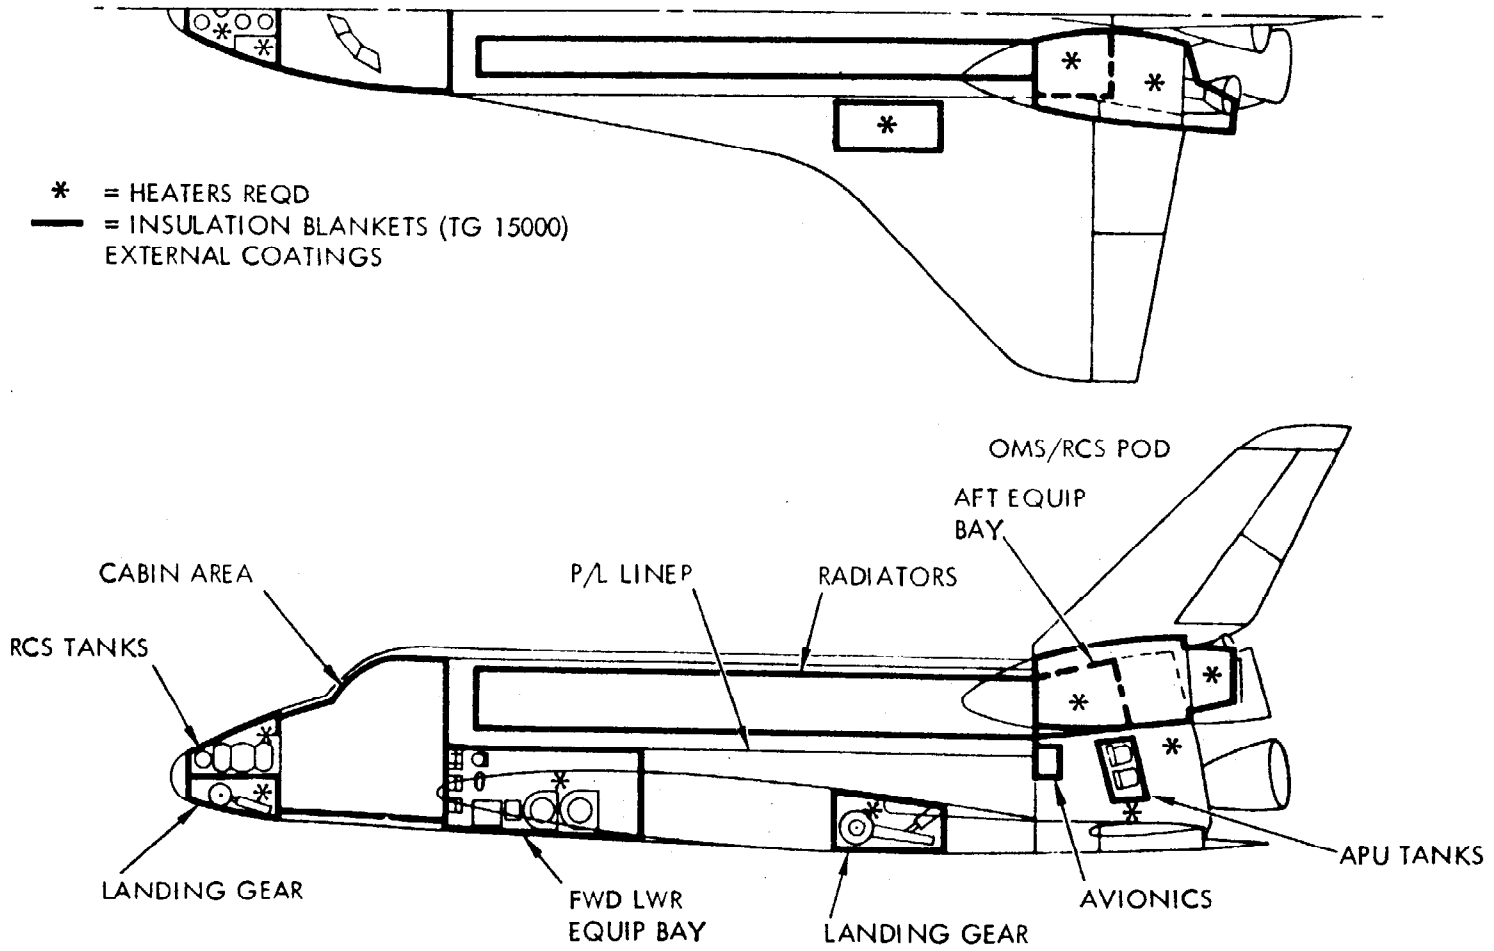 * = HEATERS REQD
= INSULATION BLANKETS (TG 15000)
EXTERNAL COATINGS
OMS/RCS POD
AFT EQUIP
BAY
CABIN AREA
P/L LINEP
RADIATORS
RCS TANKS
LANDING GEAR
FWD LWR
EQUIP BAY
LANDING GEAR
AVIONICS
APU TANKS